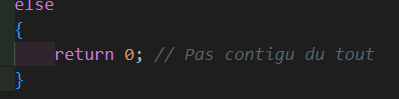 else
{
return 0; // Pas contigu du tout
}